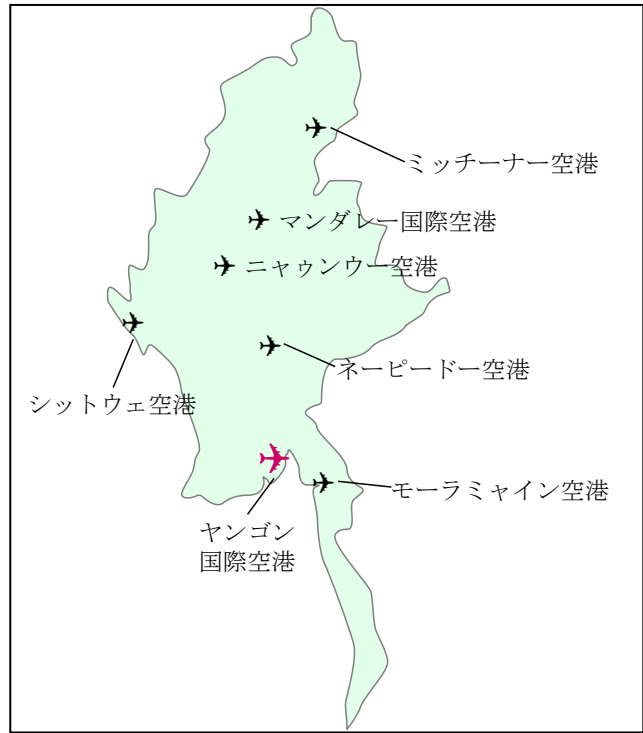 ミッチーナー空港
マンダレー国際空港
ニャゥンウー空港
ネーピードー空港
シットウェ空港
モーラミャイン空港
ヤンゴン
国際空港